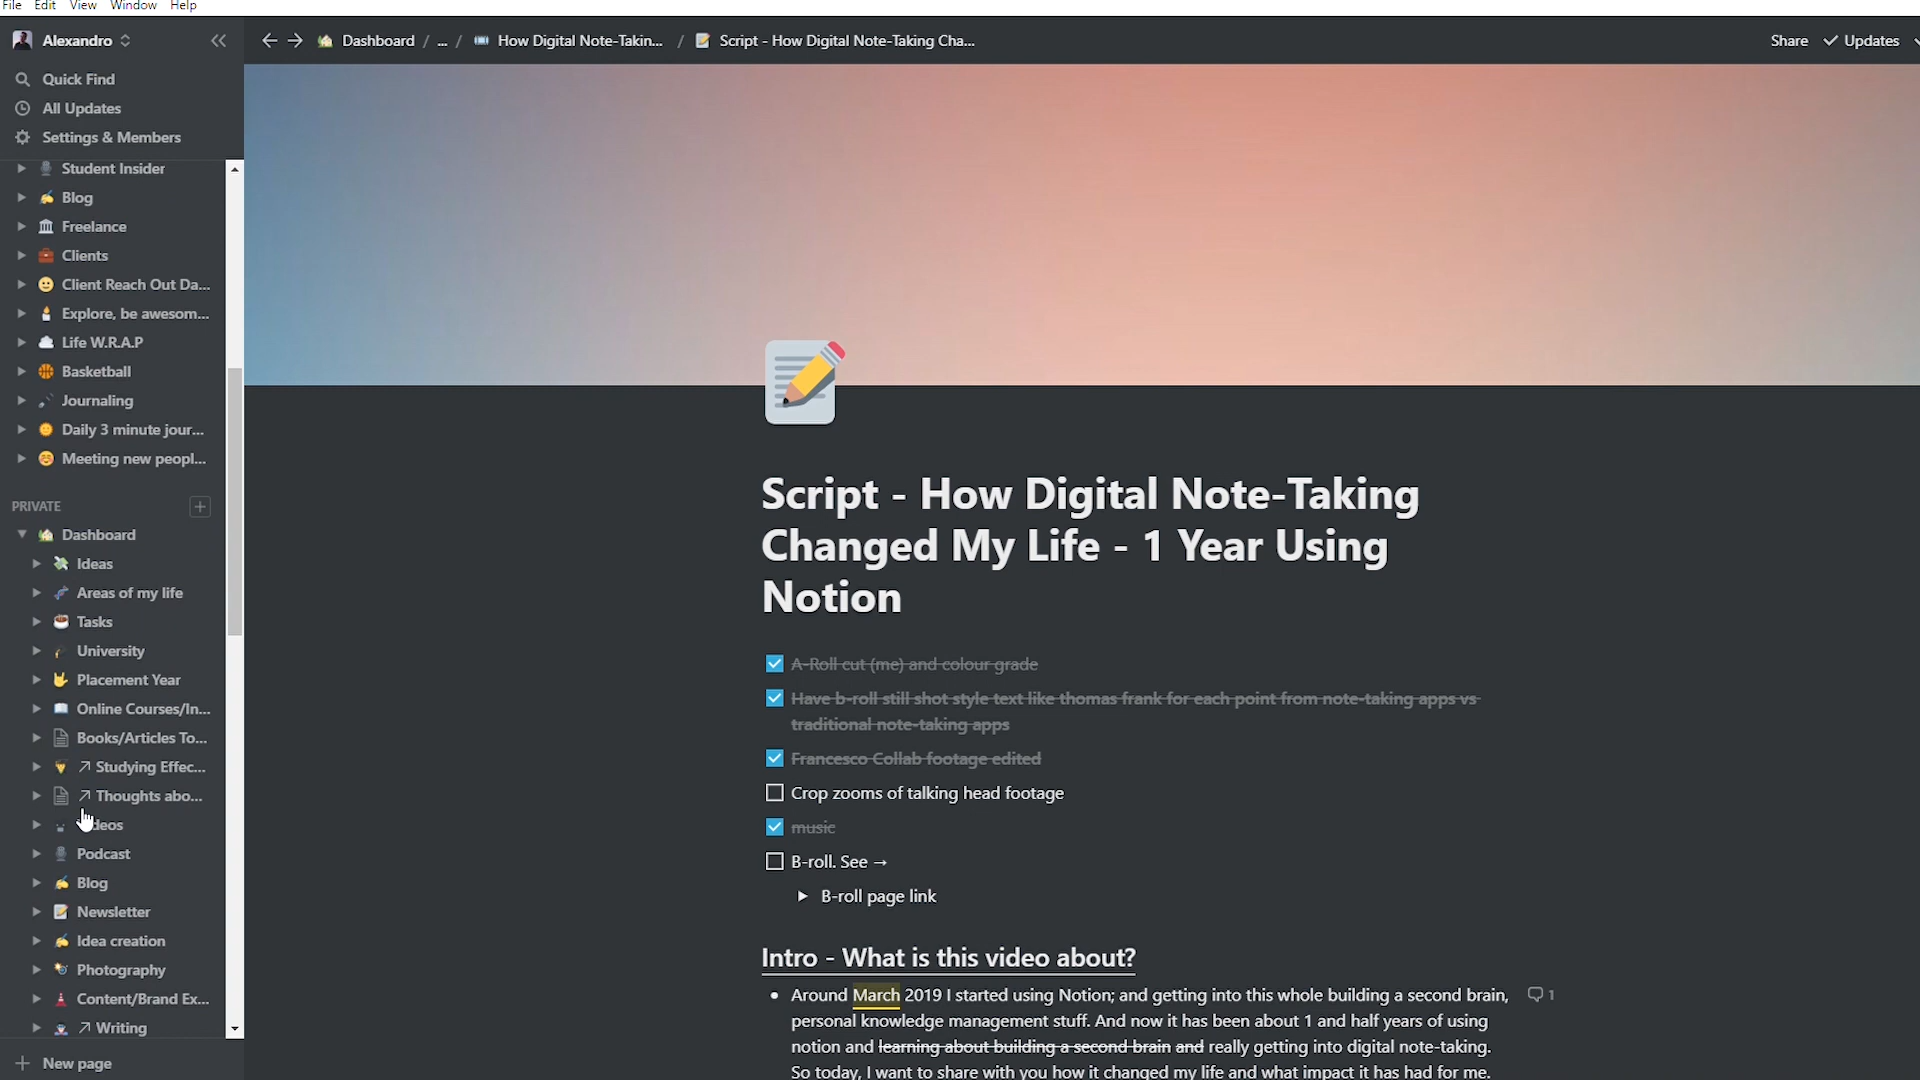 File Edit View Window Help
Alexandro
Dashboard / ... / How Digital Note-Takin... / Script - How Digital Note-Taking Cha...
Share ✓ Updates
Quick Find
All Updates
Settings & Members
Student Insider
Blog
Freelance
Clients
Client Reach Out Da...
Explore, be awesom...
Life W.R.A.P
Basketball
Journaling
Daily 3 minute jour...
Meeting new peopl...
PRIVATE
Dashboard
Ideas
Areas of my life
Tasks
University
Placement Year
Online Courses/In...
Books/Articles To...
↗ Studying Effec...
↗ Thoughts abo...
deos
Podcast
Blog
Newsletter
Idea creation
Photography
Content/Brand Ex...
↗ Writing
+ New page
Script - How Digital Note-Taking
Changed My Life - 1 Year Using
Notion
A-Roll cut (me) and colour grade
Have b-roll still shot style text like thomas frank for each point from note-taking apps vs
traditional note-taking apps
Francesco Collab footage edited
Crop zooms of talking head footage
music
B-roll. See →
B-roll page link
Intro - What is this video about?
• Around March 2019 I started using Notion; and getting into this whole building a second brain,
1
personal knowledge management stuff. And now it has been about 1 and half years of using
notion and learning about building a second brain and really getting into digital note-taking.
So today, I want to share with you how it changed my life and what impact it has had for me.